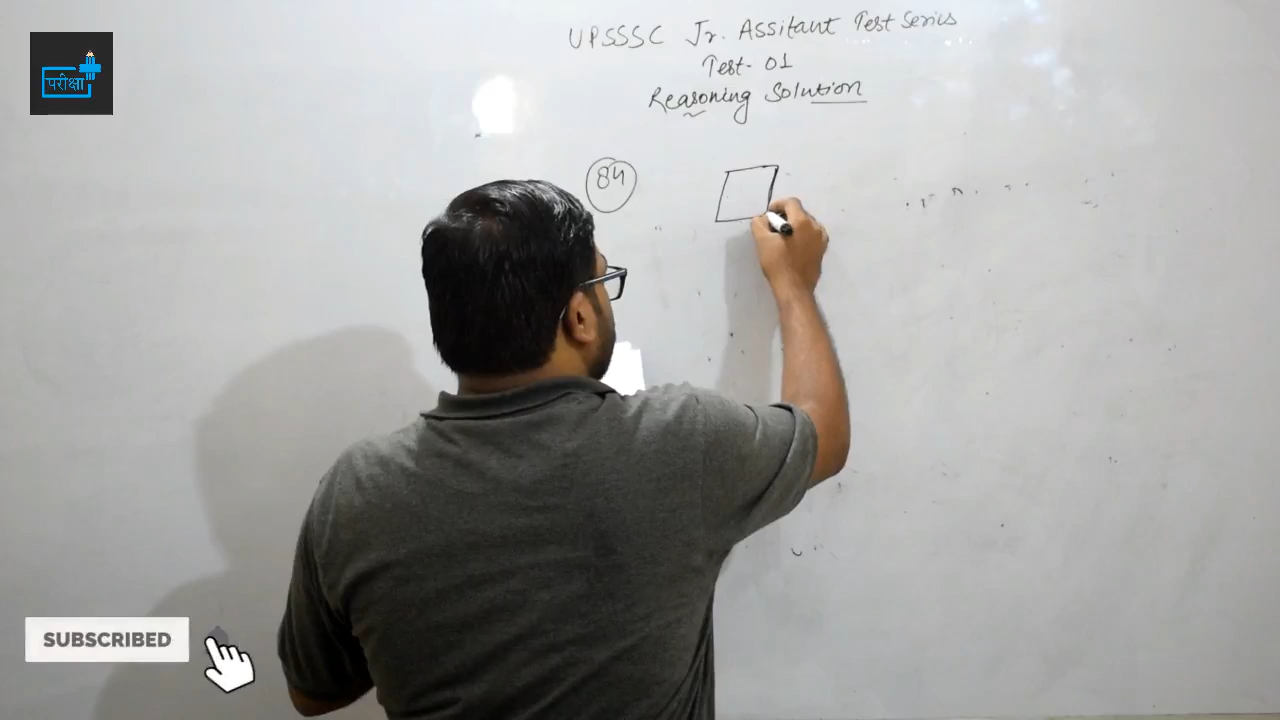 परीक्षा
UPSSSC Jr. Assitant Test Series
Test- 01
Reasoning Solution
84
SUBSCRIBED